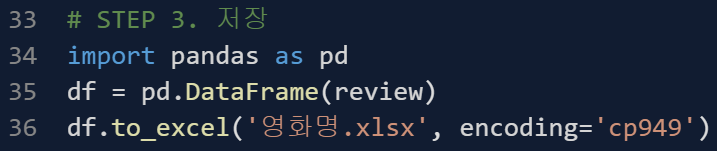 33 # STEP 3. 저장
34 import pandas as pd
35 df = pd.DataFrame(review)
36 df.to_excel('영화명.xlsx', encoding='cp949')